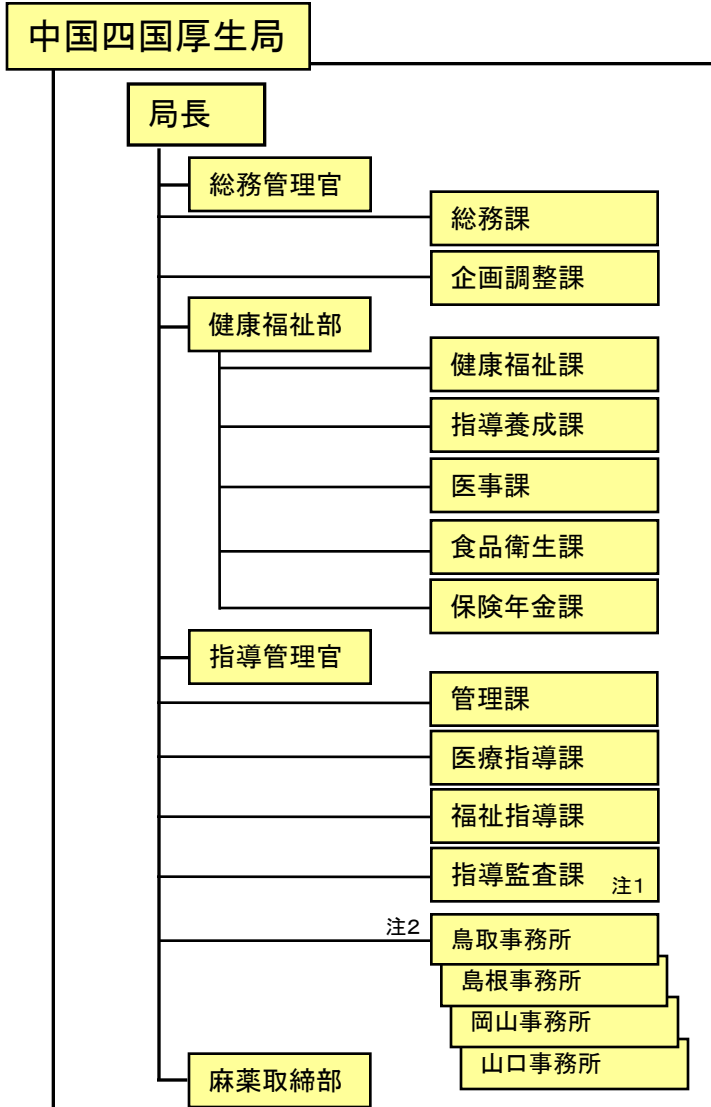 中国四国厚生局
局長
総務管理官
総務課
企画調整課
健康福祉部
健康福祉課
指導養成課
医事課
食品衛生課
保険年金課
指導管理官
管理課
医療指導課
福祉指導課
指導監査課 注1
注2 鳥取事務所
島根事務所
岡山事務所
山口事務所
麻薬取締部